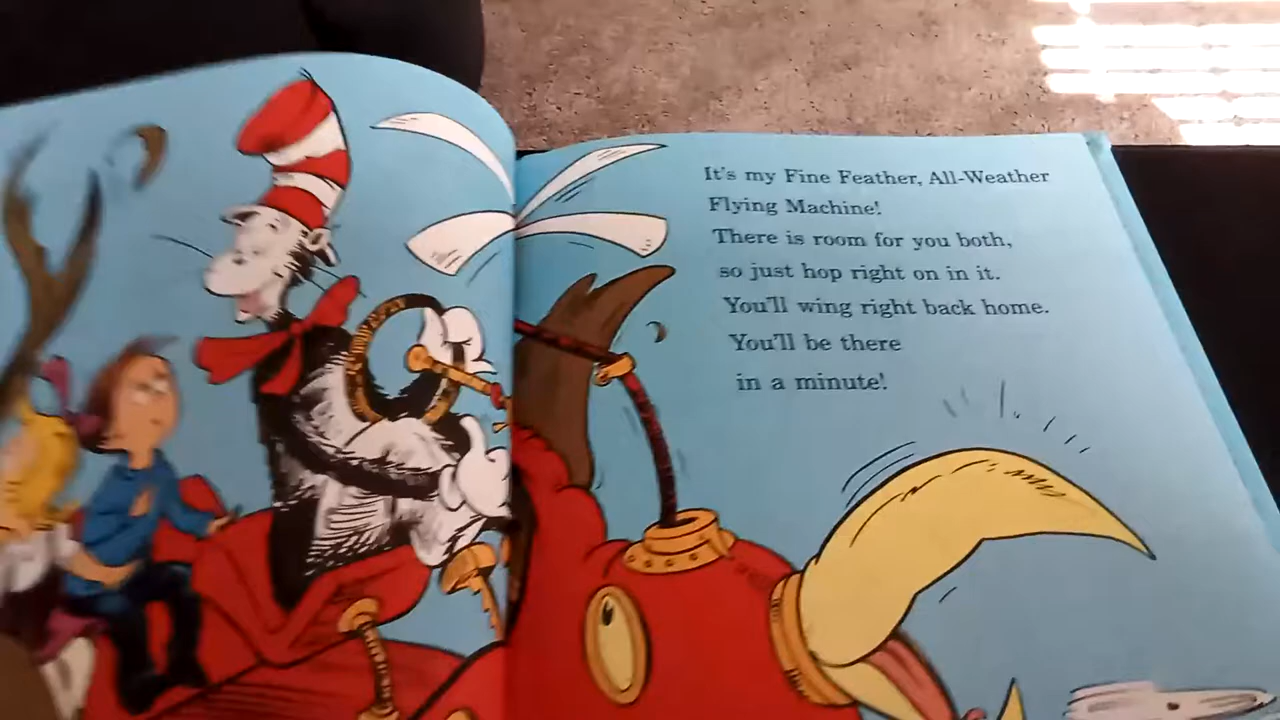 It's my Fine Feather, All-Weather
Flying Machine!
There is room for you both,
so just hop right on in it.
You'll wing right back home.
You'll be there
in a minute!